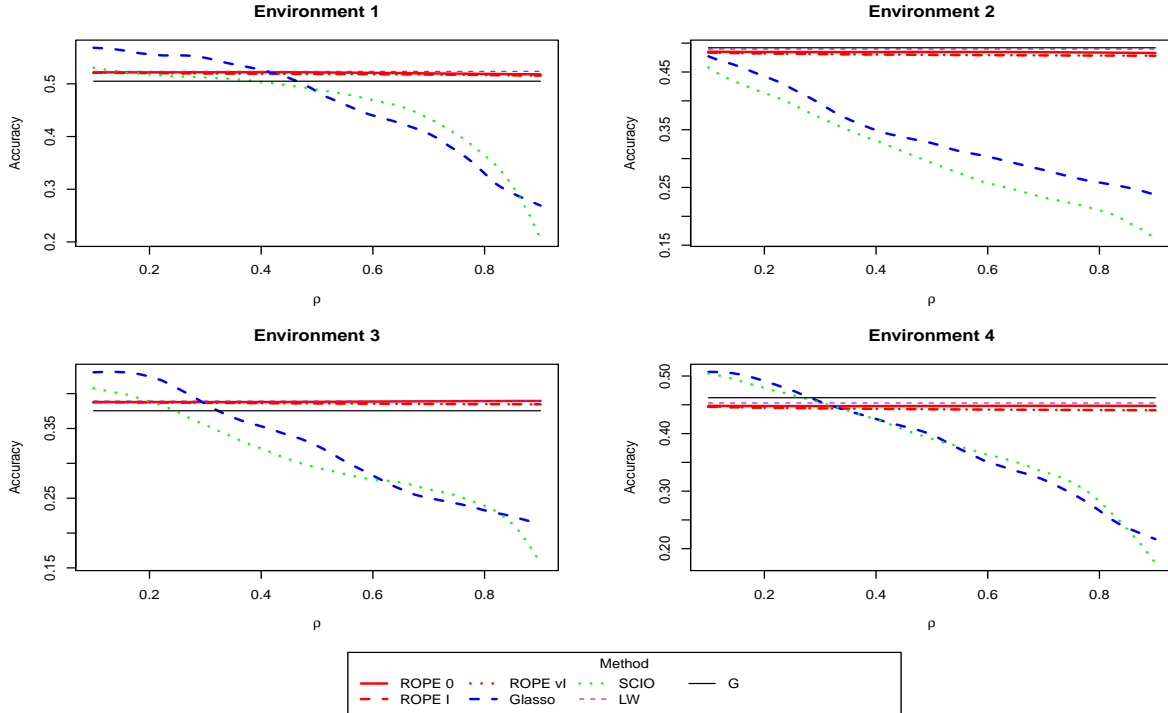 Environment 1
Accuracy
0.5
0.4
0.3
0.2
0.2 0.4 0.6 0.8
ρ
Environment 2
Accuracy
0.45
0.35
0.25
0.15
0.2 0.4 0.6 0.8
ρ
Environment 3
Accuracy
0.35
0.25
0.15
0.2 0.4 0.6 0.8
ρ
Environment 4
Accuracy
0.50
0.40
0.30
0.20
0.2 0.4 0.6 0.8
ρ
Method
ROPE 0 ROPE vI SCIO G
ROPE I Glasso LW